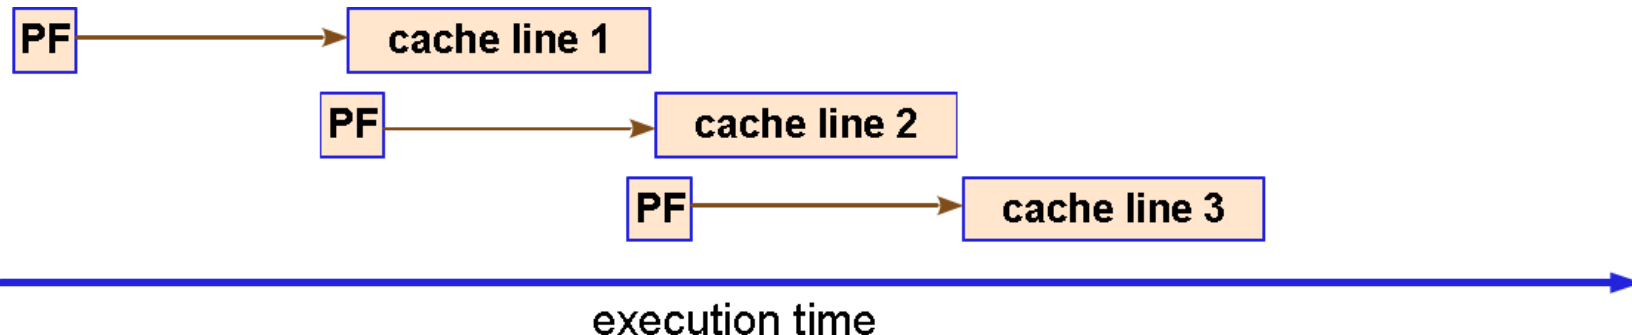 PF cache line 1
PF cache line 2
PF cache line 3
execution time